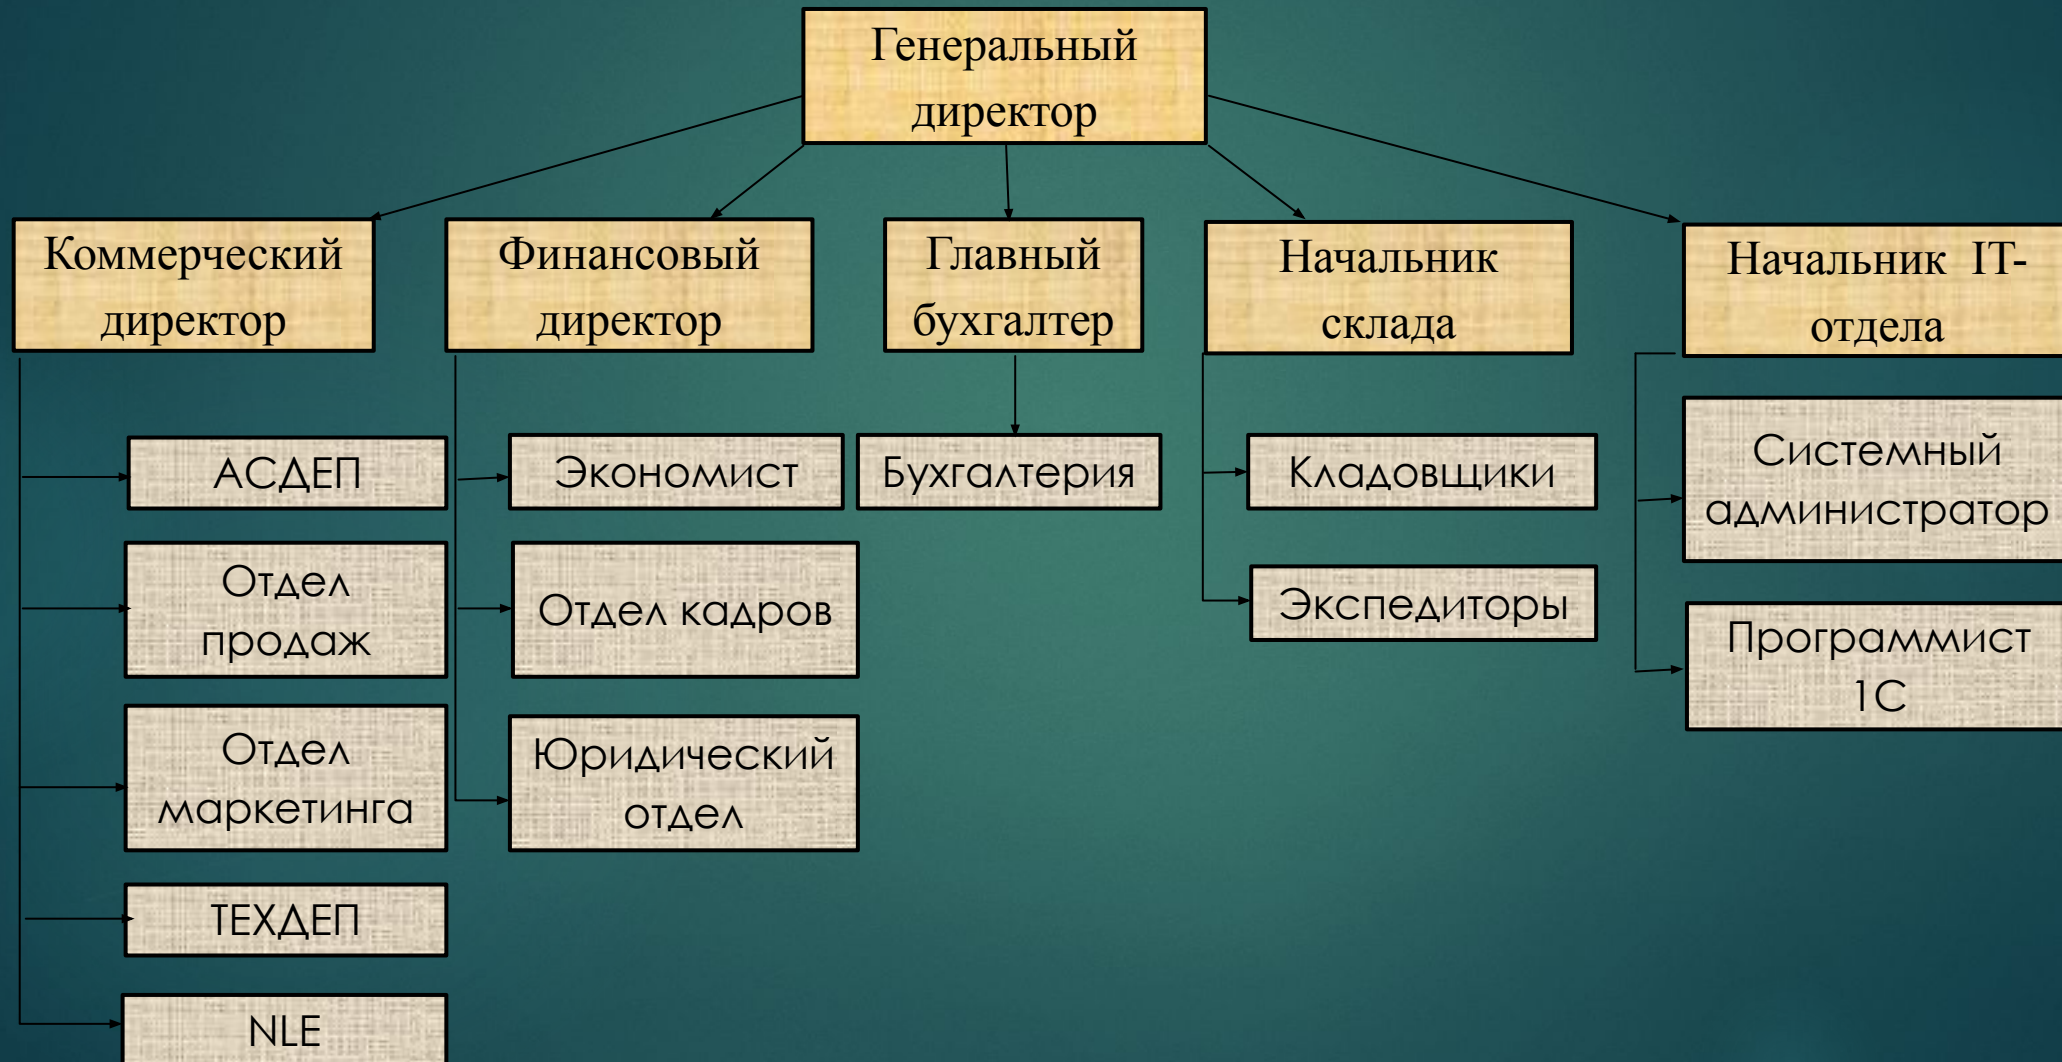 Генеральный
директор
Коммерческий
директор
Финансовый
директор
Главный
бухгалтер
Начальник
склада
Начальник IT-
отдела
АСДЕП
Отдел
продаж
Отдел
маркетинга
ТЕХДЕП
NLE
Экономист
Отдел кадров
Юридический
отдел
Бухгалтерия
Кладовщики
Экспедиторы
Системный
администратор
Программист
1С